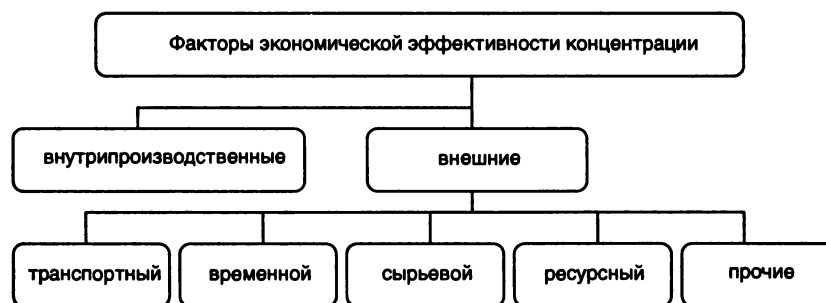 Факторы экономической эффективности концентрации
внутрипроизводственные
внешние
транспортный
временной
сырьевой
ресурсный
прочие